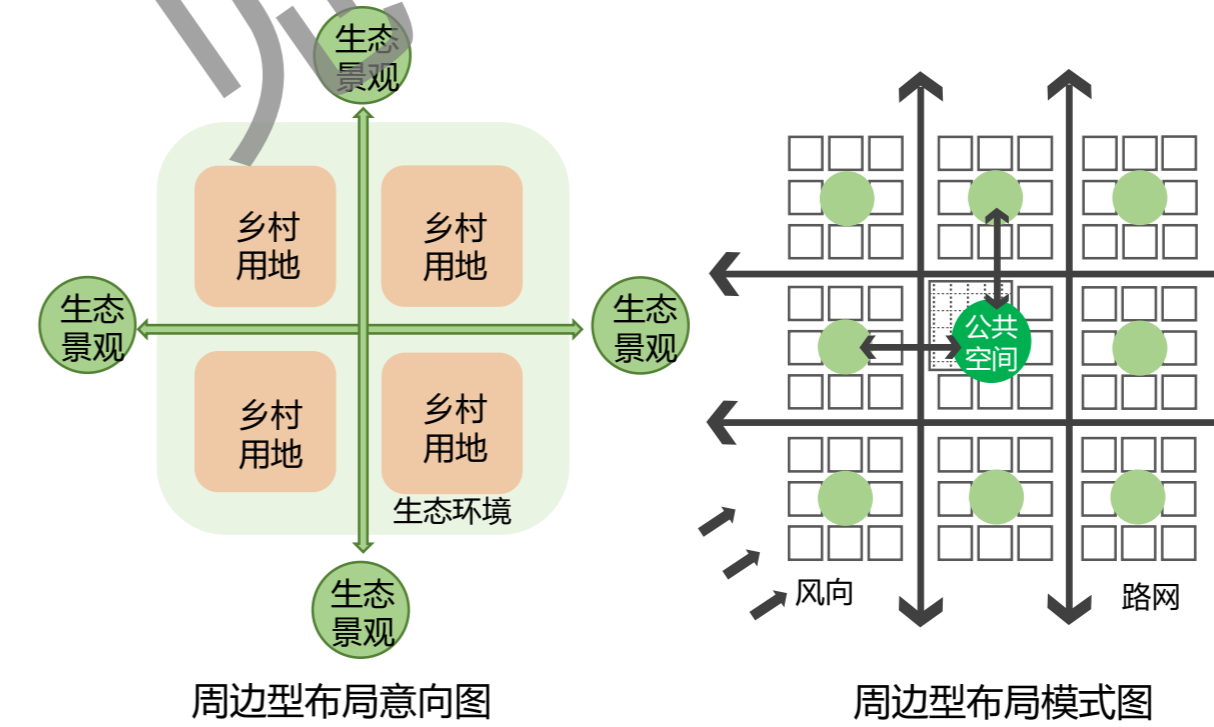 生态
景观
乡村
用地
乡村
用地
生态
景观
生态
景观
乡村
用地
乡村
用地
生态环境
生态
景观
周边型布局意向图
公共
空间
风向
路网
周边型布局模式图